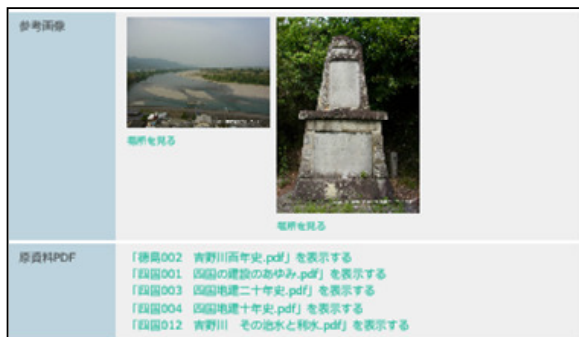 参考画像
場所を見る
場所を見る
原資料PDF
「徳島002　吉野川百年史.pdf」を表示する
「四国001　四国の建設のあゆみ.pdf」を表示する
「四国003　四国地建二十年史.pdf」を表示する
「四国004　四国地建十年史.pdf」を表示する
「四国012　吉野川　その治水と利水.pdf」を表示する